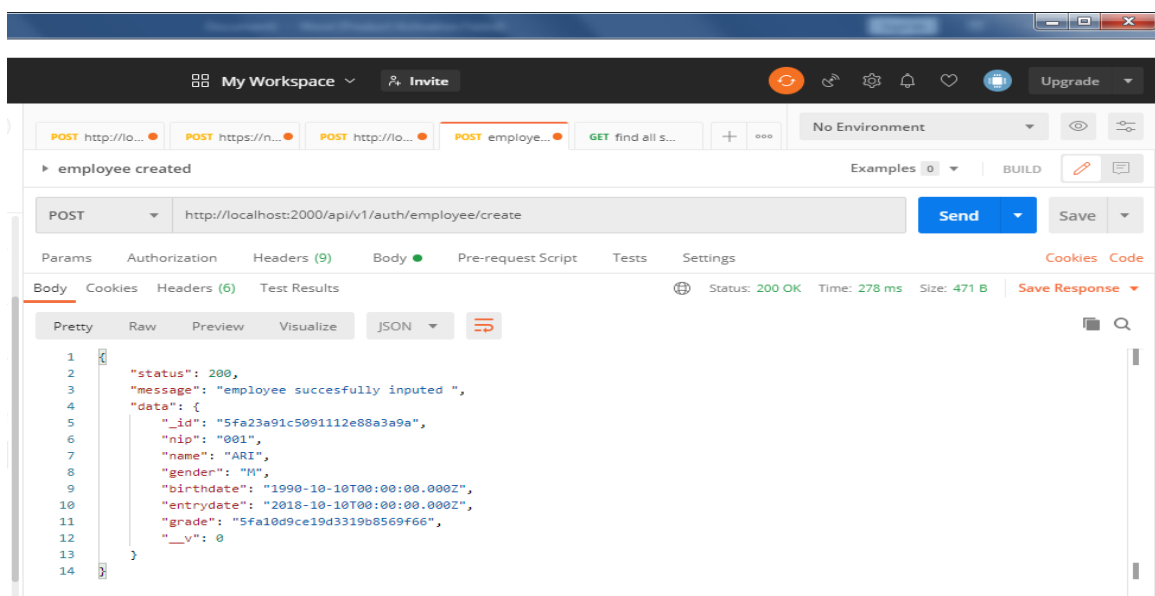 My Workspace Invite Upgrade
POST http://lo... POST https://n... POST http://lo... POST employe... GET find all s... + ooo No Environment
employee created Examples 0 BUILD
POST http://localhost:2000/api/v1/auth/employee/create Send Save
Params Authorization Headers (9) Body Pre-request Script Tests Settings Cookies Code
Body Cookies Headers (6) Test Results Status: 200 OK Time: 278 ms Size: 471 B Save Response
Pretty Raw Preview Visualize JSON
1 {
2 "status": 200,
3 "message": "employee succesfully inputed ",
4 "data": {
5 "_id": "5fa23a91c5091112e88a3a9a",
6 "nip": "001",
7 "name": "ARI",
8 "gender": "M",
9 "birthdate": "1990-10-10T00:00:00.000Z",
10 "entrydate": "2018-10-10T00:00:00.000Z",
11 "grade": "5fa10d9ce19d3319b8569f66",
12 "__v": 0
13 }
14 }